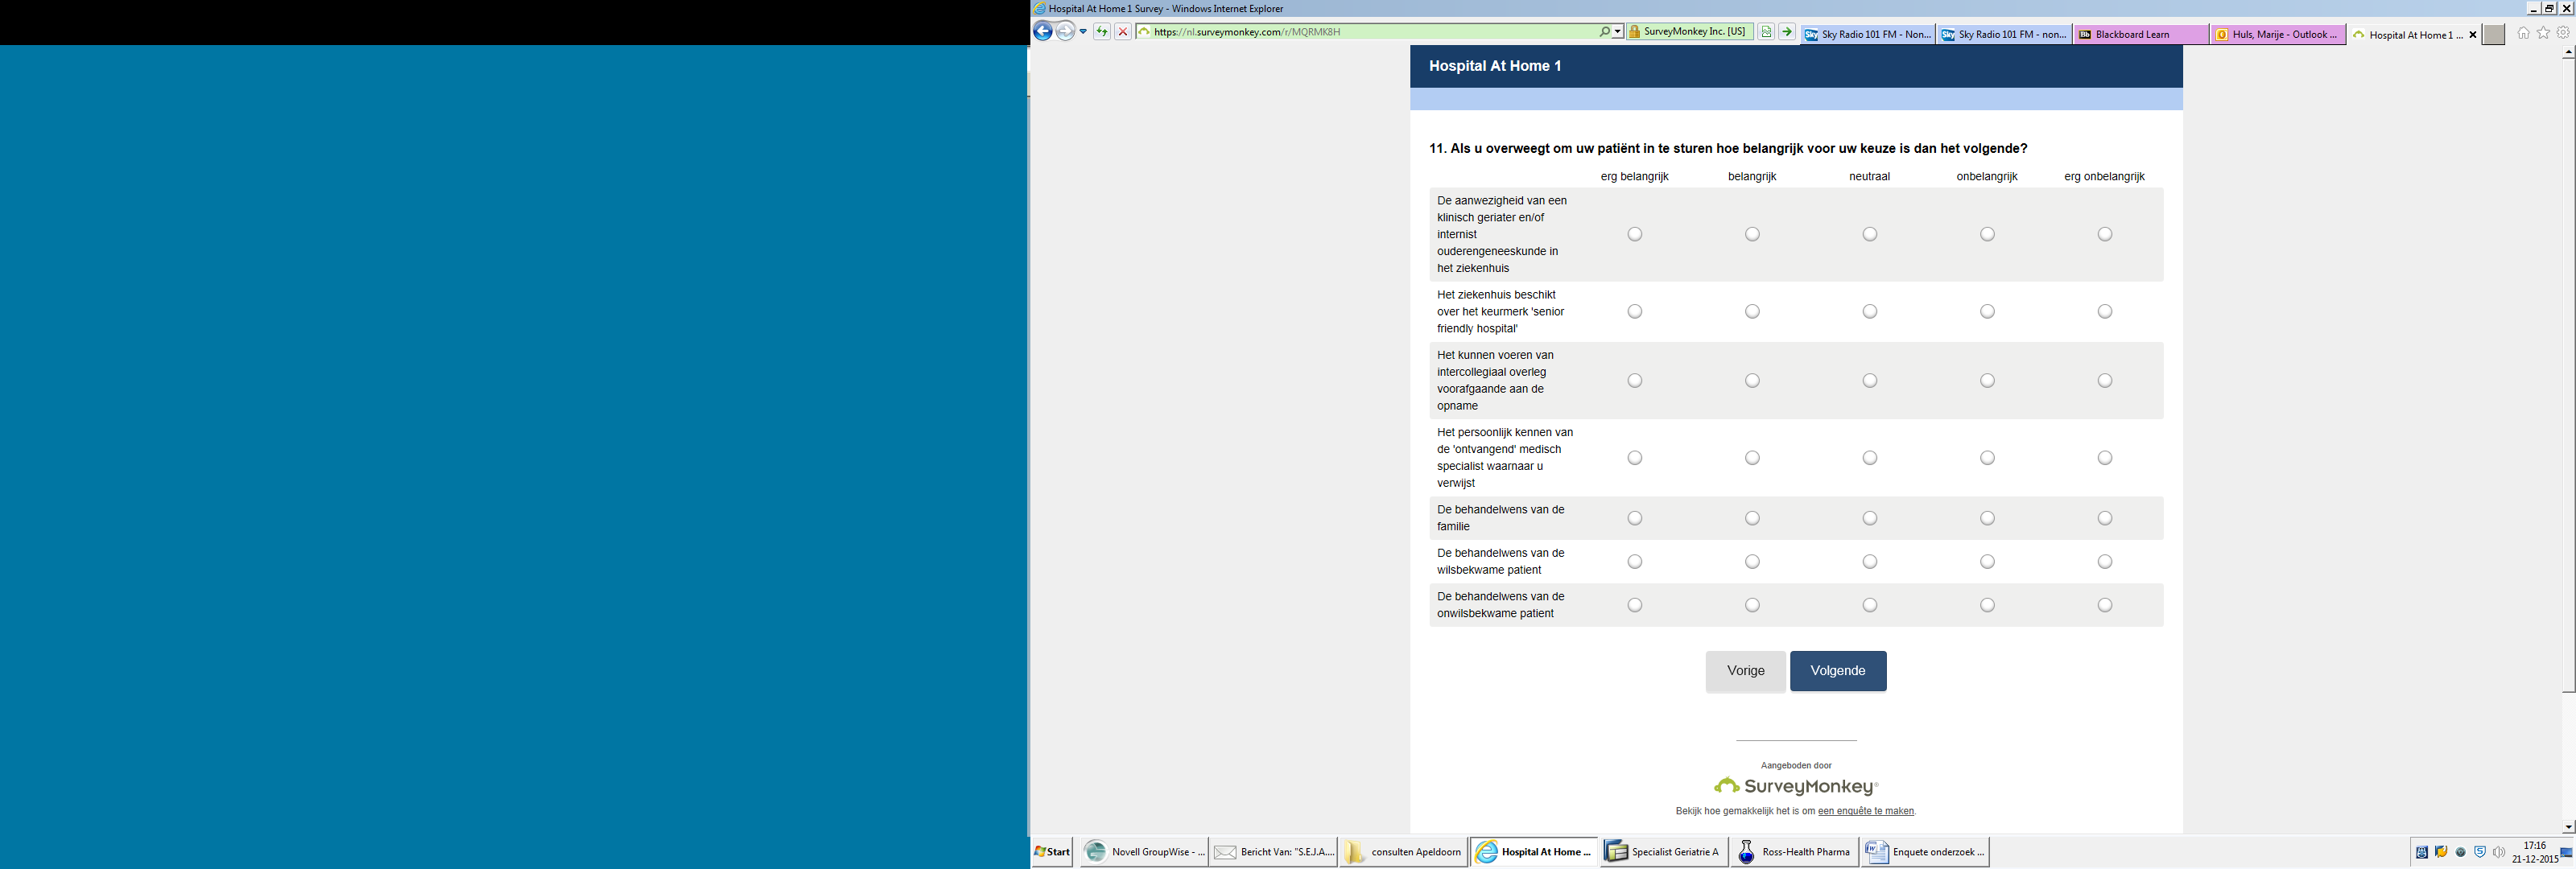 Hospital At Home 1 Survey - Windows Internet Explorer
https://nl.surveymonkey.com/r/MQRMK8H
SurveyMonkey Inc. [US]
Sky Radio 101 FM - Non...
Sky Radio 101 FM - non...
Bb Blackboard Learn
Huls, Marije - Outlook ...
Hospital At Home 1 ...
Hospital At Home 1
11. Als u overweegt om uw patiënt in te sturen hoe belangrijk voor uw keuze is dan het volgende?
erg belangrijk belangrijk neutraal onbelangrijk erg onbelangrijk
De aanwezigheid van een
klinisch geriater en/of
internist
ouderengeneeskunde in
het ziekenhuis
Het ziekenhuis beschikt
over het keurmerk 'senior
friendly hospital'
Het kunnen voeren van
intercollegiaal overleg
voorafgaande aan de
opname
Het persoonlijk kennen van
de 'ontvangend' medisch
specialist waarnaar u
verwijst
De behandelwens van de
familie
De behandelwens van de
wilsbekwame patient
De behandelwens van de
onwilsbekwame patient
Vorige Volgende
Aangeboden door
SurveyMonkey®
Bekijk hoe gemakkelijk het is om een enquête te maken.
Start
Novell GroupWise - ...
Bericht Van: "S.E.J.A....
consulten Apeldoorn
Hospital At Home ...
Specialist Geriatrie A
Ross-Health Pharma
Enquete onderzoek ...
17:16
21-12-2015